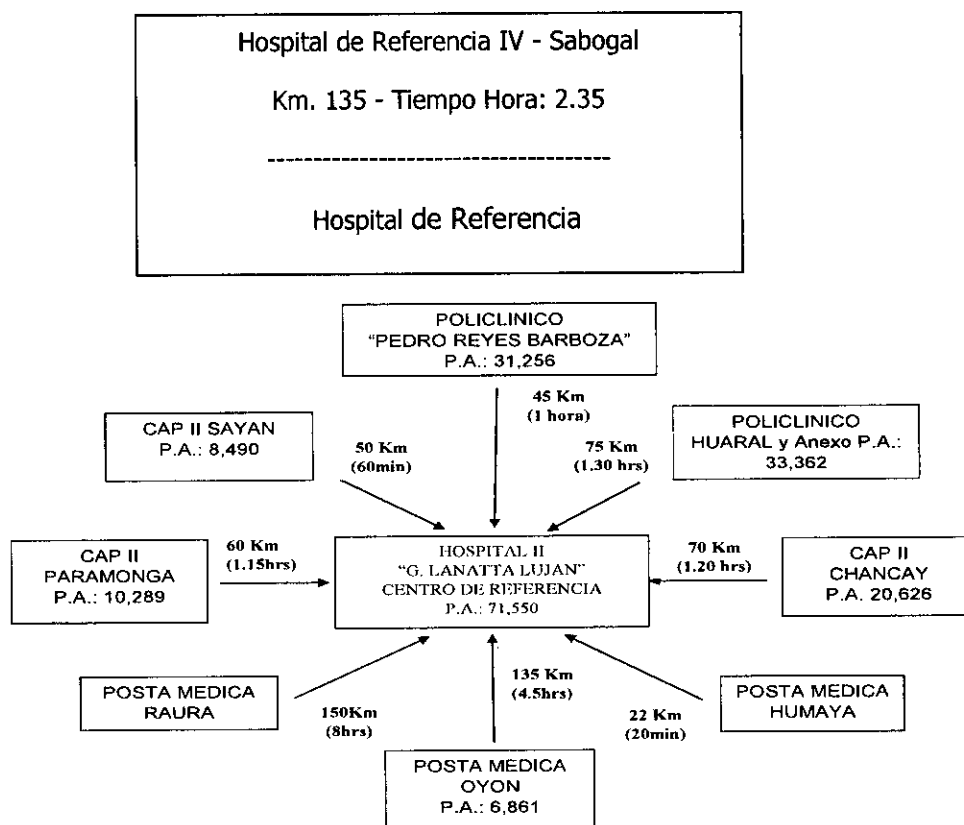 Hospital de Referencia IV - Sabogal
Km. 135 - Tiempo Hora: 2.35
-----------------------------------
Hospital de Referencia
POLICLINICO
"PEDRO REYES BARBOZA"
P.A.: 31,256
45 Km
(1 hora)
CAP II SAYAN
P.A.: 8,490
50 Km
(60min)
75 Km
(1.30 hrs)
POLICLINICO
HUARAL y Anexo P.A.:
33,362
CAP II
PARAMONGA
P.A.: 10,289
60 Km
(1.15hrs)
HOSPITAL II
"G. LANATTA LUJAN"
CENTRO DE REFERENCIA
P.A.: 71,550
70 Km
(1.20 hrs)
CAP II
CHANCAY
P.A. 20,626
POSTA MEDICA
RAURA
150Km
(8hrs)
135 Km
(4.5hrs)
22 Km
(20min)
POSTA MEDICA
HUMAYA
POSTA MEDICA
OYON
P.A.: 6,861